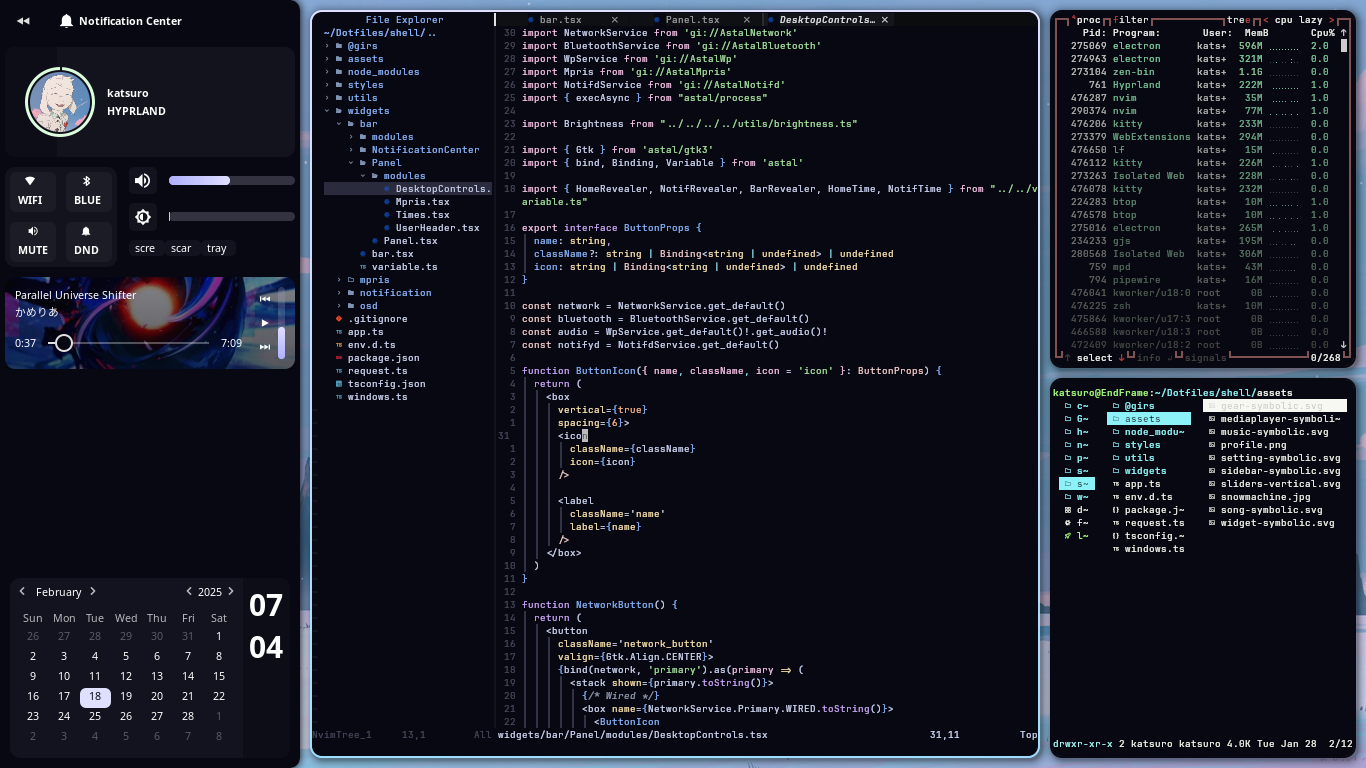 Notification Center
katsuro
HYPRLAND
WIFI
BLUE
MUTE
DND
scre
scar
tray
Parallel Universe Shifter
かめりあ
0:37
7:09
February
2025
Sun Mon Tue Wed Thu Fri Sat
26 27 28 29 30 31 1
2 3 4 5 6 7 8
9 10 11 12 13 14 15
16 17 18 19 20 21 22
23 24 25 26 27 28 1
2 3 4 5 6 7 8
07
04
File Explorer
~/Dotfiles/shell/..
@girs
assets
node_modules
styles
utils
widgets
bar
modules
NotificationCenter
Panel
modules
DesktopControls.
Mpris.tsx
Times.tsx
UserHeader.tsx
Panel.tsx
bar.tsx
variable.ts
mpris
notification
osd
.gitignore
app.ts
env.d.ts
package.json
request.ts
tsconfig.json
windows.ts
bar.tsx
Panel.tsx
DesktopControls…
30 import NetworkService from 'gi://AstalNetwork'
29 import BluetoothService from 'gi://AstalBluetooth'
28 import WpService from 'gi://AstalWp'
27 import Mpris from 'gi://AstalMpris'
26 import NotifdService from 'gi://AstalNotifd'
25 import { execAsync } from "astal/process"
24
23 import Brightness from "../../../../utils/brightness.ts"
22
21 import { Gtk } from 'astal/gtk3'
20 import { bind, Binding, Variable } from 'astal'
19
18 import { HomeRevealer, NotifRevealer, BarRevealer, HomeTime, NotifTime } from "../../v
ariable.ts"
17
16 export interface ButtonProps {
15 name: string,
14 className?: string | Binding<string | undefined> | undefined
13 icon: string | Binding<string | undefined> | undefined
12 }
11
10 const network = NetworkService.get_default()
9 const bluetooth = BluetoothService.get_default()
8 const audio = WpService.get_default()!.get_audio()!
7 const notifyd = NotifdService.get_default()
6
5 function ButtonIcon({ name, className, icon = 'icon' }: ButtonProps) {
4 return (
3 <box
2 vertical={true}
1 spacing={6}>
31 <icon
1 className={className}
2 icon={icon}
3 />
4
5 <label
6 className='name'
7 label={name}
8 />
9 </box>
10 )
11 }
12
13 function NetworkButton() {
14 return (
15 <button
16 className='network_button'
17 valign={Gtk.Align.CENTER}>
18 {bind(network, 'primary').as(primary => (
19 <stack shown={primary.toString()}>
20 {/* Wired */}
21 <box name={NetworkService.Primary.WIRED.toString()}>
22 <ButtonIcon
NvimTree_1 13,1 All widgets/bar/Panel/modules/DesktopControls.tsx 31,11 Top
proc filter tree < cpu lazy >
Pid: Program: User: MemB Cpu% ↑
275069 electron kats+ 596M 2.0
274963 electron kats+ 321M 0.0
273104 zen-bin kats+ 1.1G 2.0
761 Hyprland kats+ 222M 1.0
476287 nvim kats+ 35M 1.0
290374 nvim kats+ 77M 1.0
476206 kitty kats+ 233M 0.0
273379 WebExtensions kats+ 294M 0.0
476650 lf kats+ 15M 0.0
476112 kitty kats+ 226M 1.0
273263 Isolated Web kats+ 228M 0.0
476078 kitty kats+ 232M 0.0
224283 btop kats+ 10M 0.0
476578 btop kats+ 10M 1.0
275016 electron kats+ 265M 0.0
234233 gjs kats+ 195M 0.0
280568 Isolated Web kats+ 306M 0.0
759 mpd kats+ 43M 0.0
794 pipewire kats+ 16M 0.0
476041 kworker/u18:0 root 0B 0.0
476225 zsh kats+ 10M 0.0
475864 kworker/u17:3 root 0B 0.0
466588 kworker/u18:3 root 0B 0.0
472409 kworker/u18:2 root 0B 0.0 ↓
↑ select ↓ info signals 0/268
katsuro@EndFrame:~/Dotfiles/shell/assets
c~ @girs gear-symbolic.svg
G~ assets mediaplayer-symboli~
h~ node_modu~ music-symbolic.svg
n~ styles profile.png
p~ utils setting-symbolic.svg
s~ widgets sidebar-symbolic.svg
s~ app.ts sliders-vertical.svg
w~ env.d.ts snowmachine.jpg
d~ package.j~ song-symbolic.svg
f~ request.ts widget-symbolic.svg
l~ tsconfig.~
windows.ts
drwxr-xr-x 2 katsuro katsuro 4.0K Tue Jan 28 2/12